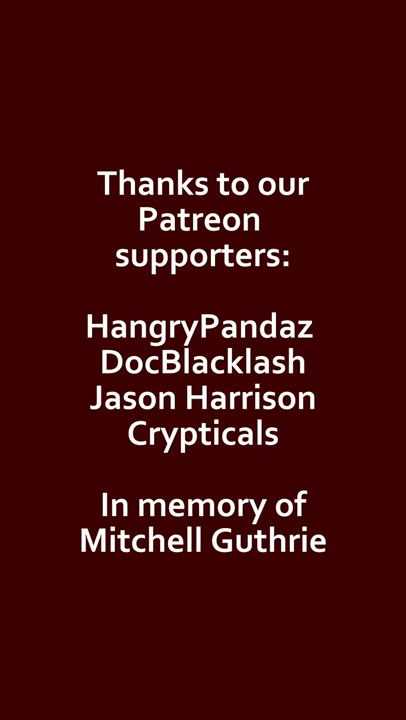 Thanks to our
Patreon
supporters:
HangryPandaz
DocBlacklash
Jason Harrison
Crypticals
In memory of
Mitchell Guthrie